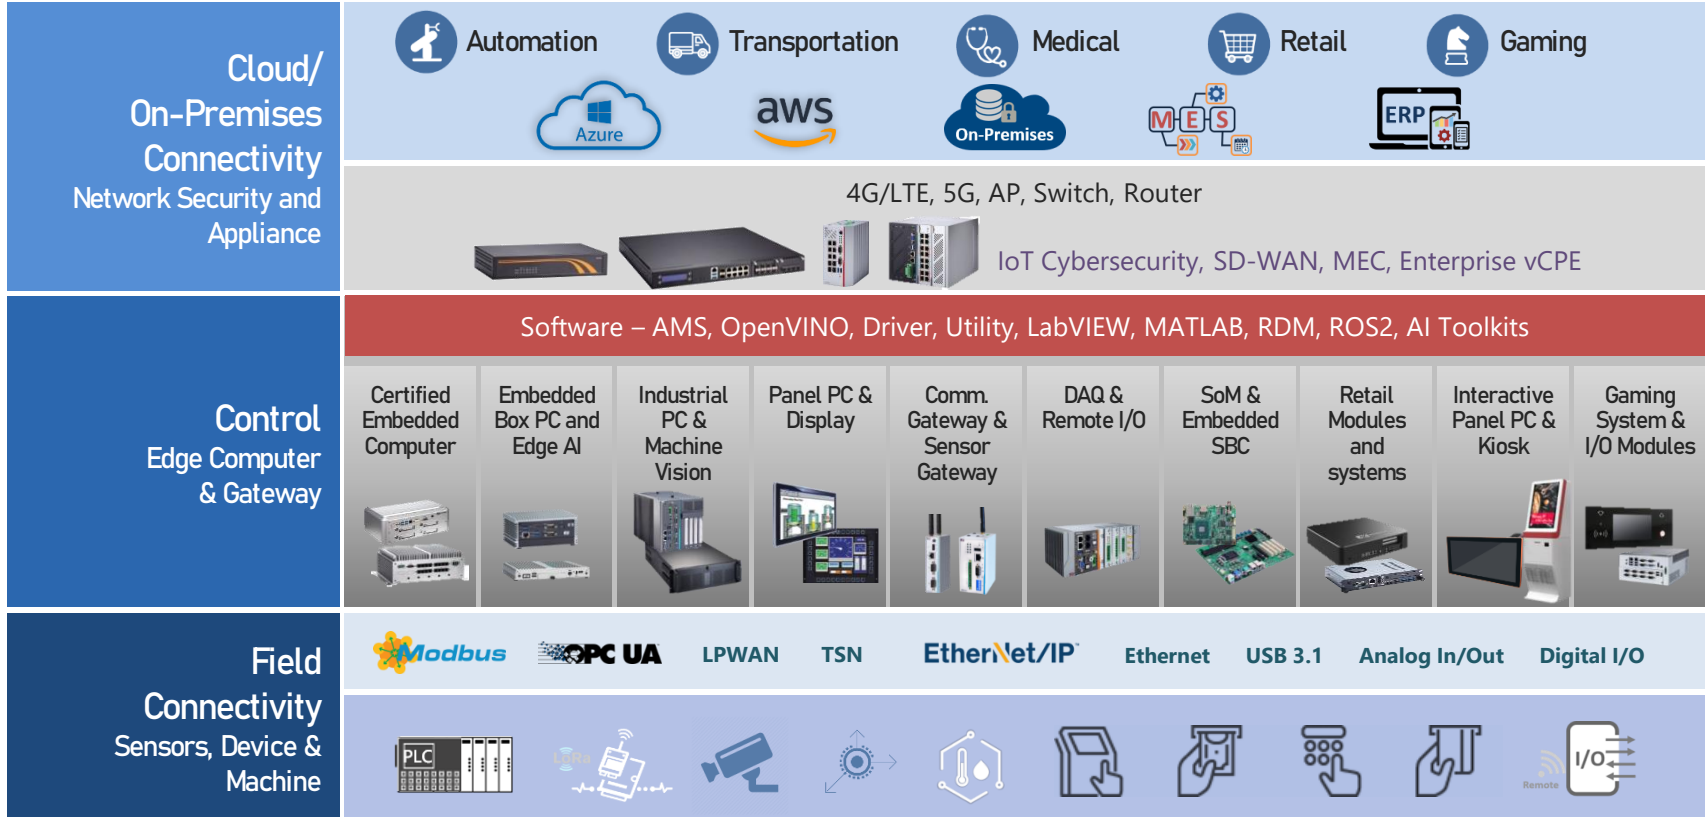 Cloud/
On-Premises
Connectivity
Network Security and
Appliance
Automation
Transportation
Medical
Retail
Gaming
Azure
aws
On-Premises
M-E-S
ERP
4G/LTE, 5G, AP, Switch, Router
IoT Cybersecurity, SD-WAN, MEC, Enterprise vCPE
Control
Edge Computer
& Gateway
Software – AMS, OpenVINO, Driver, Utility, LabVIEW, MATLAB, RDM, ROS2, AI Toolkits
Certified
Embedded
Computer
Embedded
Box PC and
Edge AI
Industrial
PC &
Machine
Vision
Panel PC &
Display
Comm.
Gateway &
Sensor
Gateway
DAQ &
Remote I/O
SoM &
Embedded
SBC
Retail
Modules
and
systems
Interactive
Panel PC &
Kiosk
Gaming
System &
I/O Modules
Field
Connectivity
Sensors, Device &
Machine
Modbus
OPC UA
LPWAN
TSN
EtherNet/IP™
Ethernet
USB 3.1
Analog In/Out
Digital I/O
PLC
LoRa
I/O
Remote